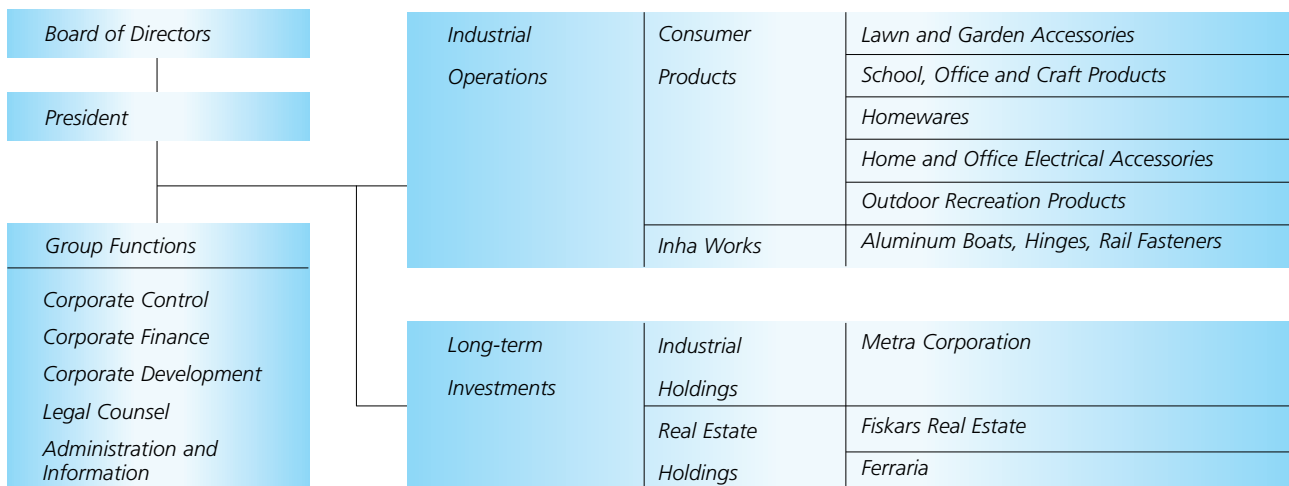 Board of Directors
President
Group Functions
Corporate Control
Corporate Finance
Corporate Development
Legal Counsel
Administration and
Information
Industrial
Operations
Consumer
Products
Lawn and Garden Accessories
School, Office and Craft Products
Homewares
Home and Office Electrical Accessories
Outdoor Recreation Products
Inha Works
Aluminum Boats, Hinges, Rail Fasteners
Long-term
Investments
Industrial
Holdings
Metra Corporation
Real Estate
Holdings
Fiskars Real Estate
Ferraria